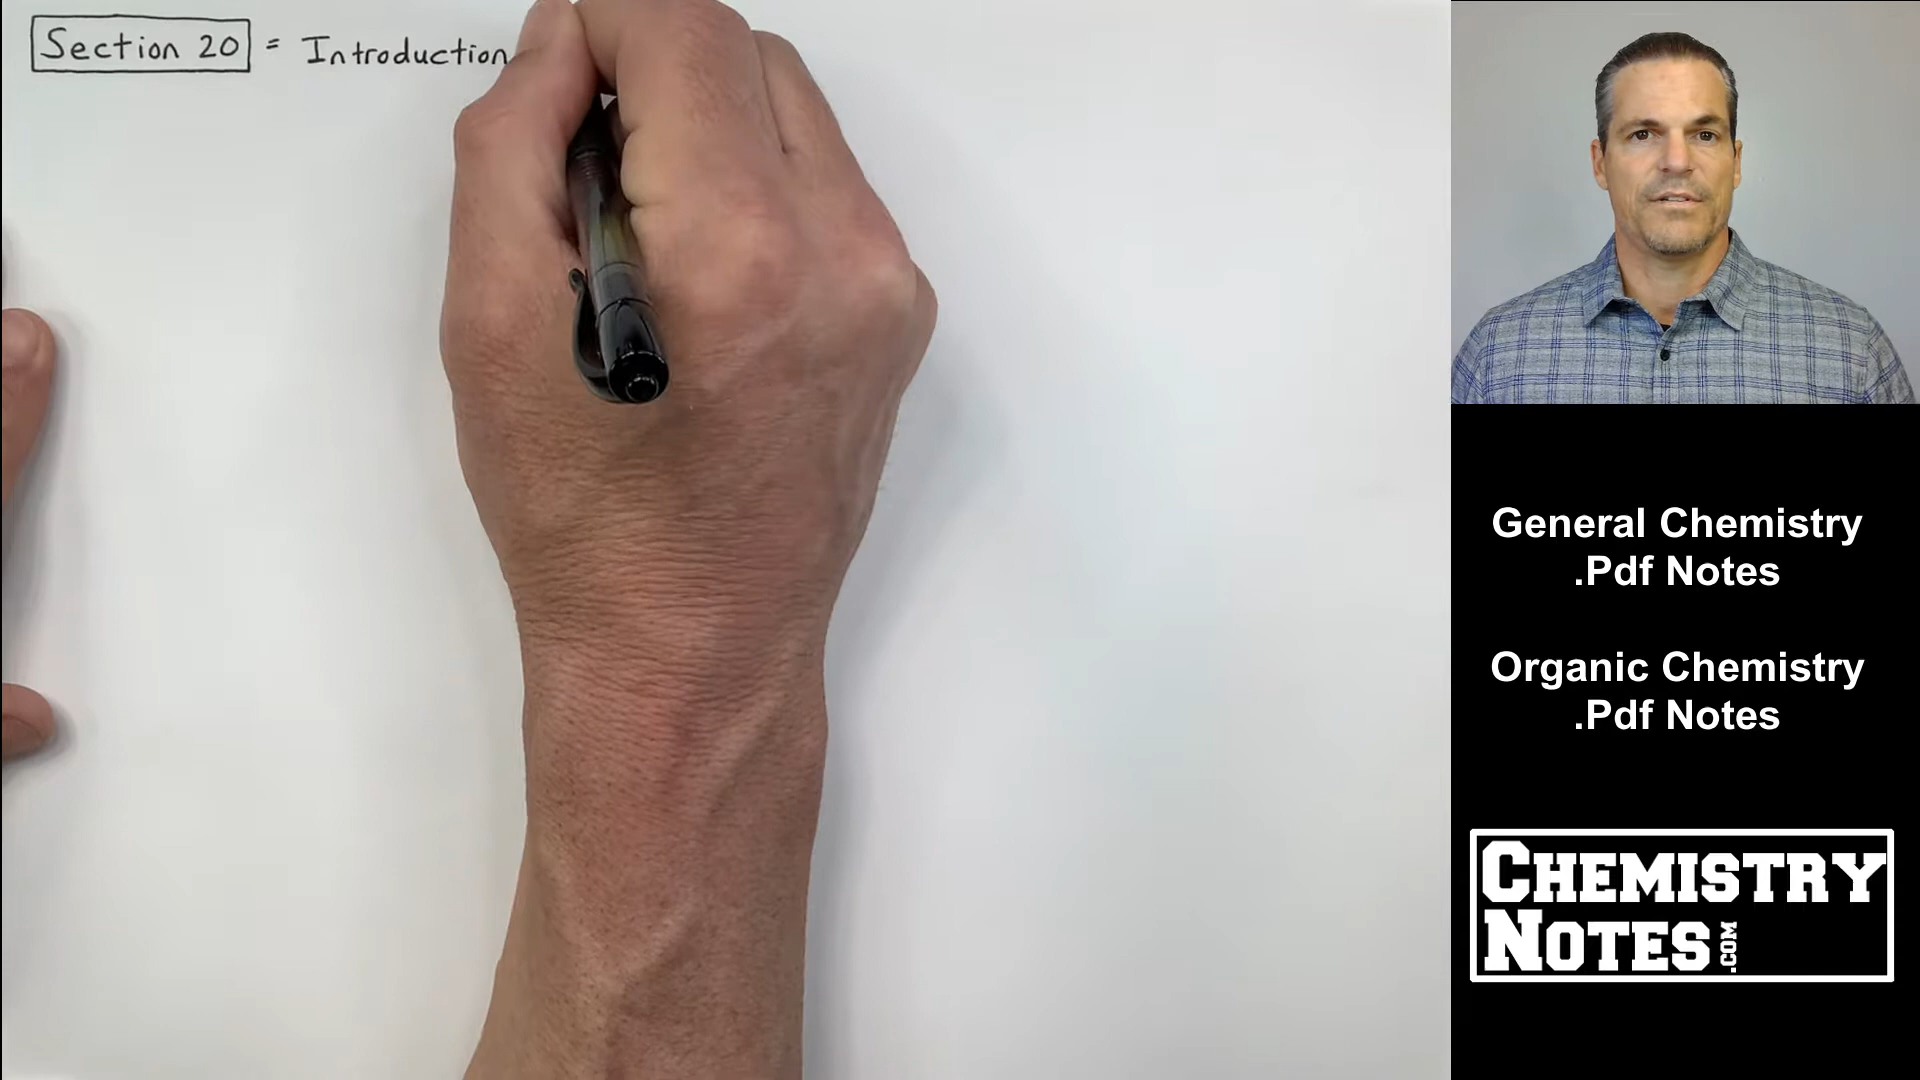 Section 20 = Introduction
General Chemistry
.Pdf Notes
Organic Chemistry
.Pdf Notes
CHEMISTRY
NOTES.COM